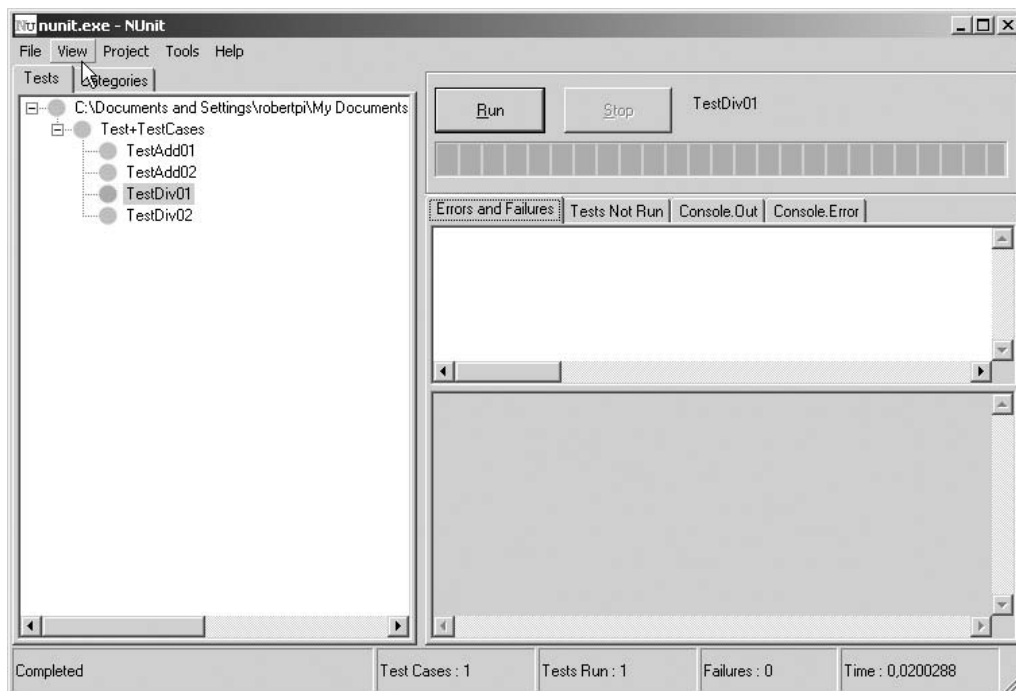 nunit.exe - NUnit
File View Project Tools Help
Tests Categories
C:\Documents and Settings\robertpi\My Documents
Test+TestCases
TestAdd01
TestAdd02
TestDiv01
TestDiv02
Run Stop TestDiv01
Errors and Failures Tests Not Run Console.Out Console.Error
Completed Test Cases : 1 Tests Run : 1 Failures : 0 Time : 0,0200288